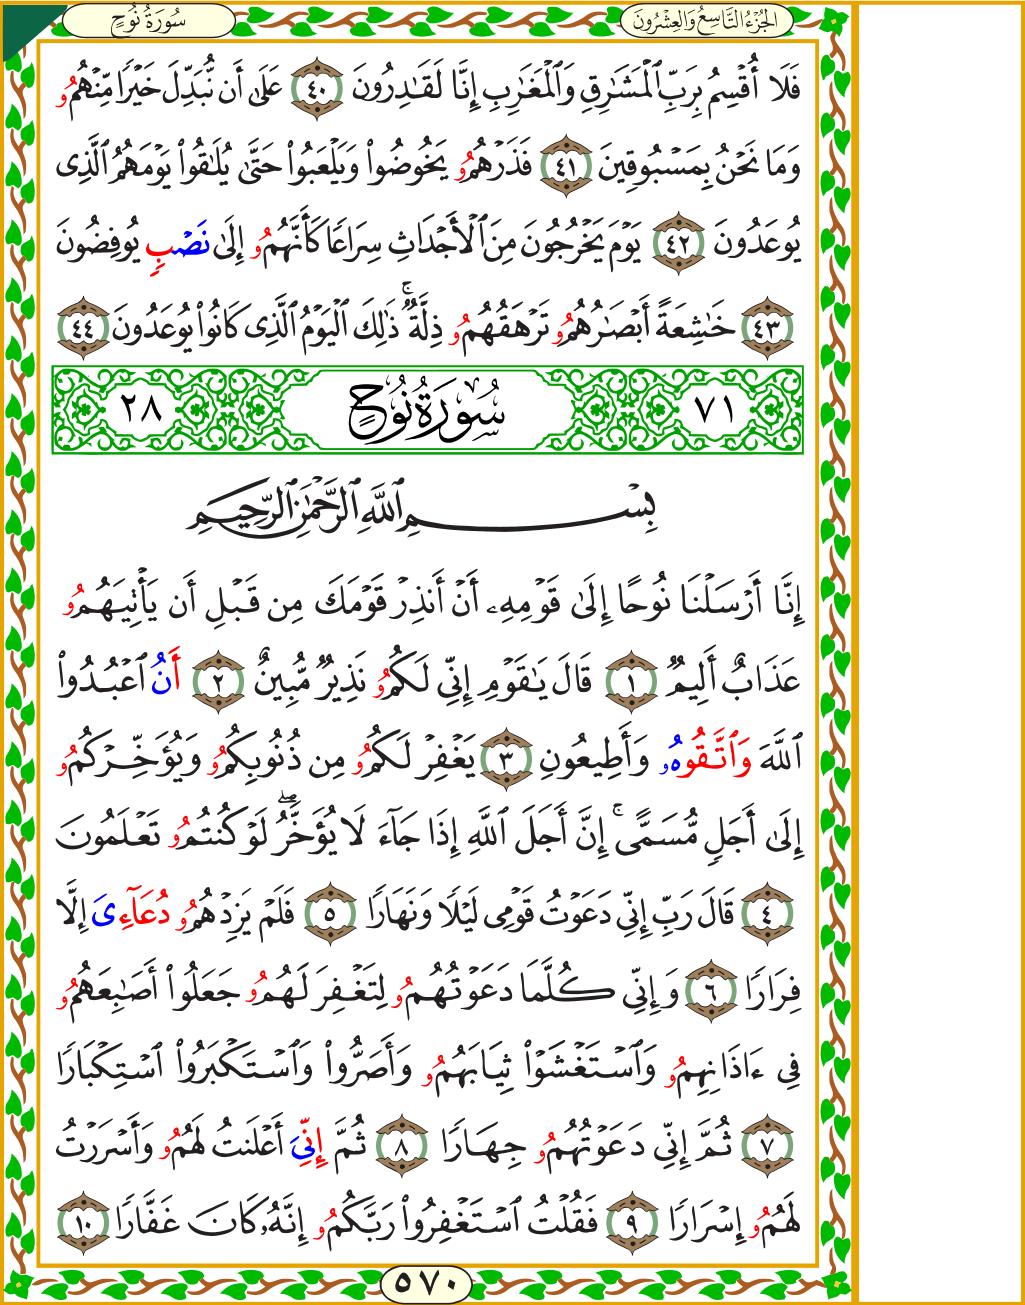 الجُزْءُ التَّاسِعُ وَالعِشْرُونَ
سُورَةُ نُوحٍ
فَلَا أُقْسِمُ بِرَبِّ ٱلْمَشَٰرِقِ وَٱلْمَغَٰرِبِ إِنَّا لَقَٰدِرُونَ ٤٠ عَلَىٰ أَن نُّبَدِّلَ خَيْرًا مِّنْهُمُۥ
وَمَا نَحْنُ بِمَسْبُوقِينَ ٤١ فَذَرْهُمُۥ يَخُوضُوا۟ وَيَلْعَبُوا۟ حَتَّىٰ يُلَٰقُوا۟ يَوْمَهُمُ ٱلَّذِى
يُوعَدُونَ ٤٢ يَوْمَ يَخْرُجُونَ مِنَ ٱلْأَجْدَاثِ سِرَاعًا كَأَنَّهُمُۥ إِلَىٰ نَصْبٍ يُوفِضُونَ
٤٣ خَٰشِعَةً أَبْصَٰرُهُمُۥ تَرْهَقُهُمُۥ ذِلَّةٌ ۚ ذَٰلِكَ ٱلْيَوْمُ ٱلَّذِى كَانُوا۟ يُوعَدُونَ ٤٤
٧١ سُورَةُ نُوحٍ ٢٨
بِسْمِ ٱللَّهِ ٱلرَّحْمَٰنِ ٱلرَّحِيمِ
إِنَّا أَرْسَلْنَا نُوحًا إِلَىٰ قَوْمِهِۦ أَنْ أَنذِرْ قَوْمَكَ مِن قَبْلِ أَن يَأْتِيَهُمُۥ
عَذَابٌ أَلِيمٌ ١ قَالَ يَٰقَوْمِ إِنِّى لَكُمُۥ نَذِيرٌ مُّبِينٌ ٢ أَنُ ٱعْبُدُوا۟
ٱللَّهَ وَٱتَّقُوهُۥ وَأَطِيعُونِ ٣ يَغْفِرْ لَكُمُۥ مِن ذُنُوبِكُمُۥ وَيُؤَخِّرْكُمُۥ
إِلَىٰ أَجَلٍ مُّسَمًّى ۚ إِنَّ أَجَلَ ٱللَّهِ إِذَا جَآءَ لَا يُؤَخَّرُ ۖ لَوْ كُنتُمُۥ تَعْلَمُونَ
٤ قَالَ رَبِّ إِنِّى دَعَوْتُ قَوْمِى لَيْلًا وَنَهَارًا ٥ فَلَمْ يَزِدْهُمُۥ دُعَآءِىَ إِلَّا
فِرَارًا ٦ وَإِنِّى كُلَّمَا دَعَوْتُهُمُۥ لِتَغْفِرَ لَهُمُۥ جَعَلُوٓا۟ أَصَٰبِعَهُمُۥ
فِى ءَاذَانِهِمُۥ وَٱسْتَغْشَوْا۟ ثِيَابَهُمُۥ وَأَصَرُّوا۟ وَٱسْتَكْبَرُوا۟ ٱسْتِكْبَارًا
٧ ثُمَّ إِنِّى دَعَوْتُهُمُۥ جِهَارًا ٨ ثُمَّ إِنِّىَ أَعْلَنتُ لَهُمُۥ وَأَسْرَرْتُ
لَهُمُۥ إِسْرَارًا ٩ فَقُلْتُ ٱسْتَغْفِرُوا۟ رَبَّكُمُۥ إِنَّهُۥ كَانَ غَفَّارًا ١٠
٥٧٠